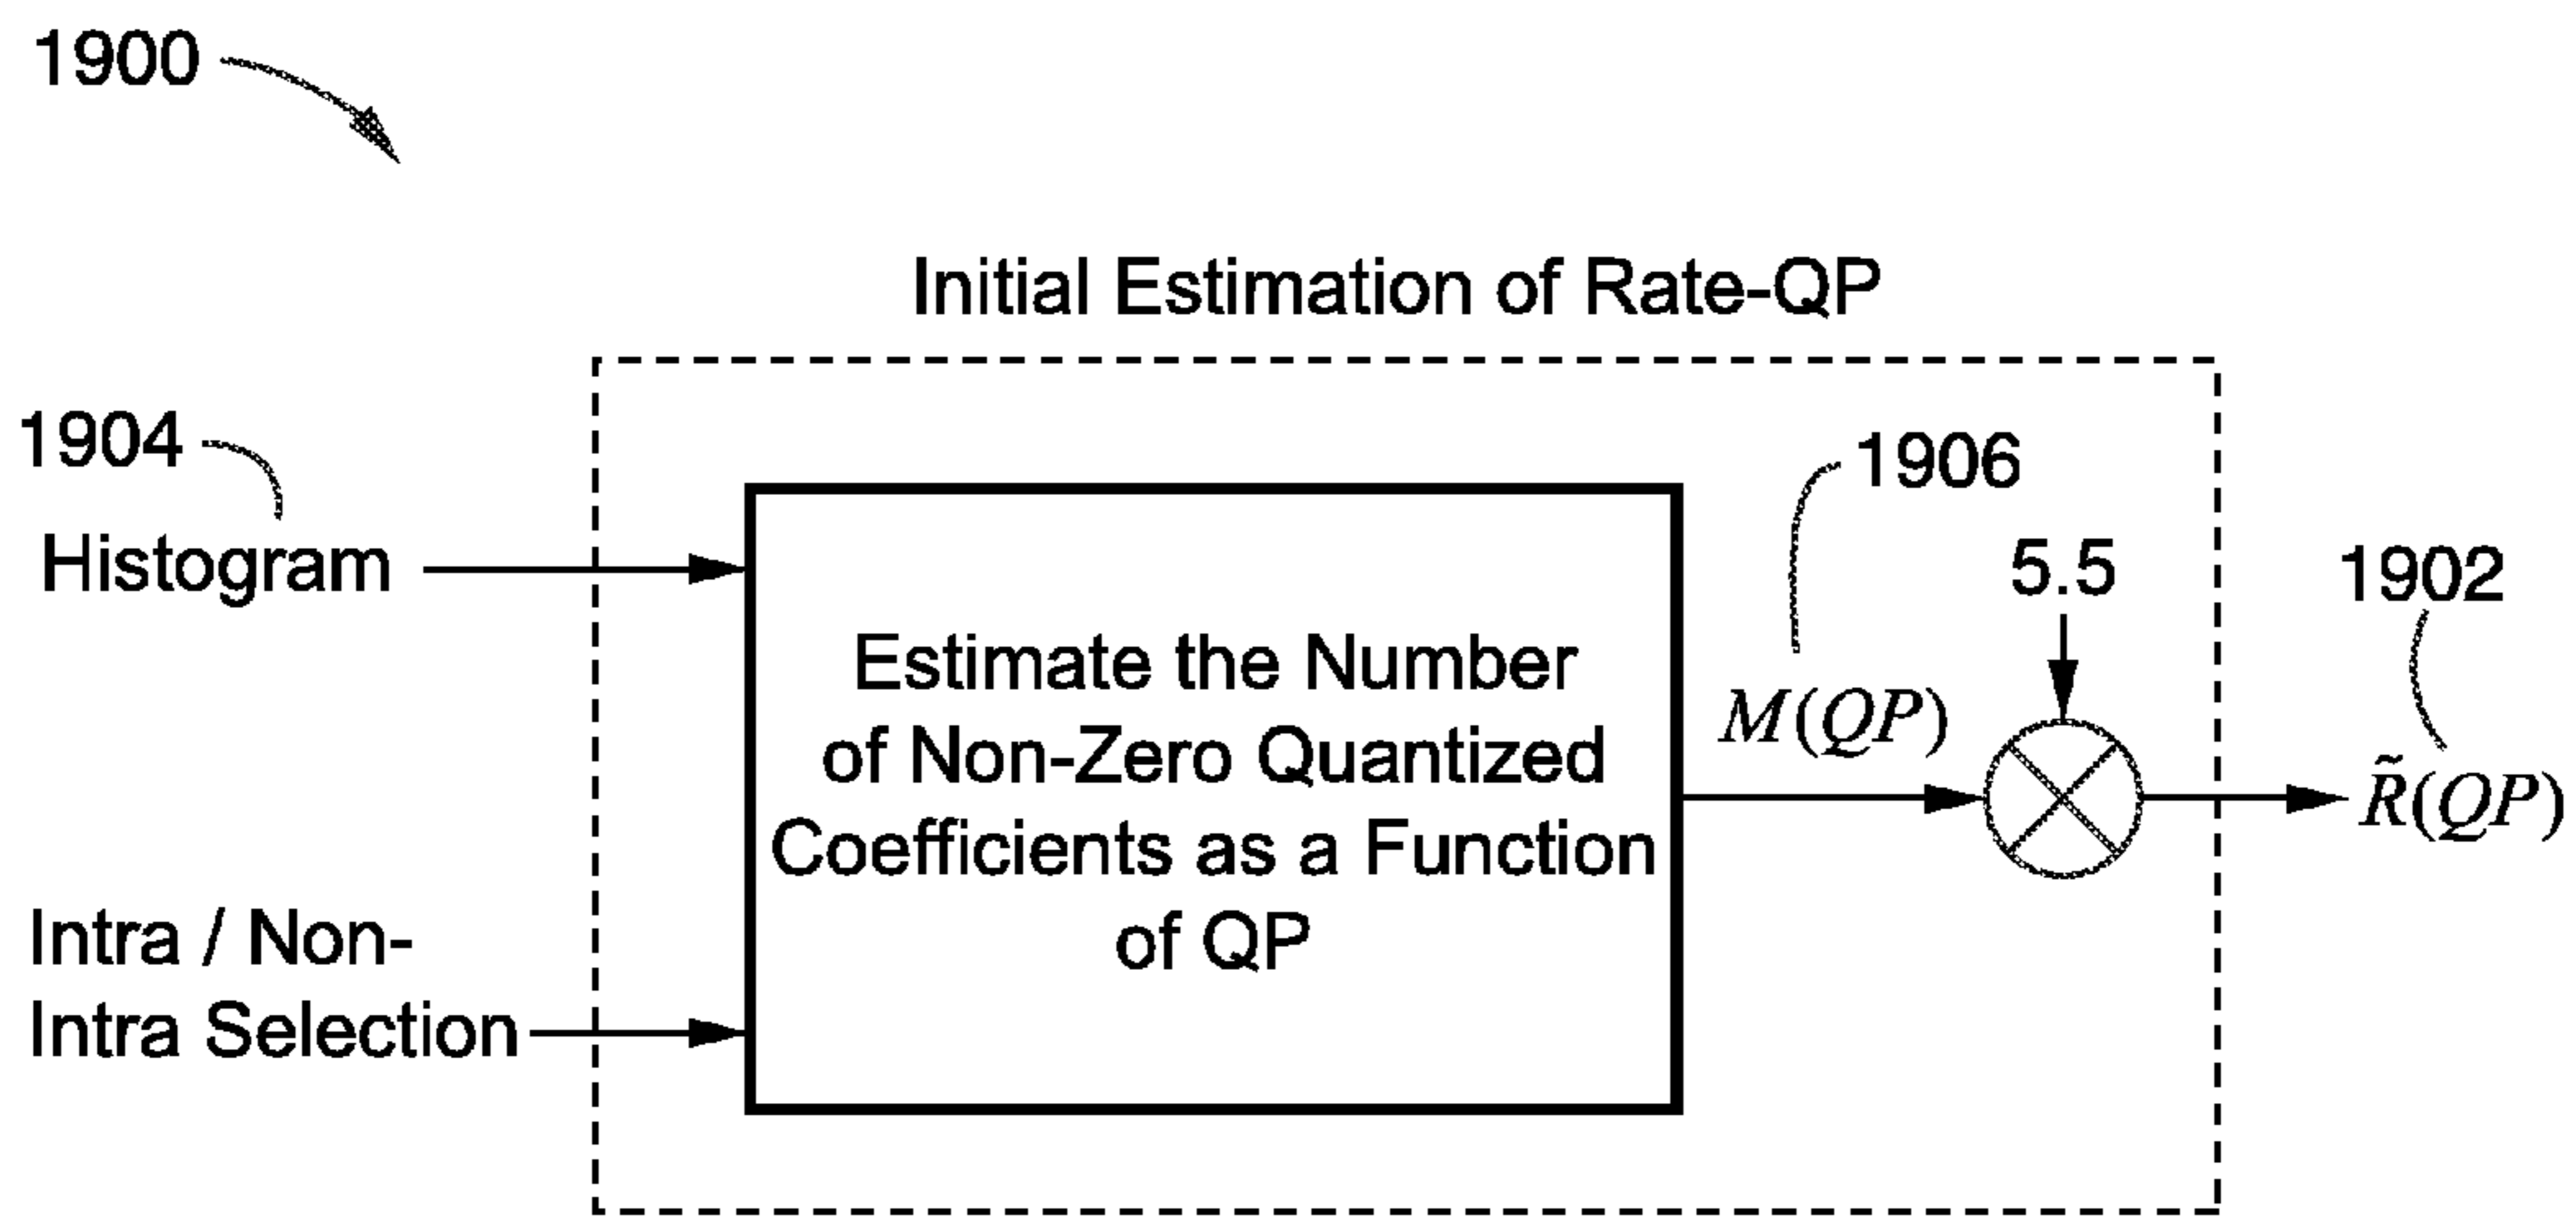 1900
Initial Estimation of Rate-QP
1904
Histogram
1906
5.5
1902
Estimate the Number
of Non-Zero Quantized
Coefficients as a Function
of QP
M(QP)
R̃(QP)
Intra / Non-
Intra Selection